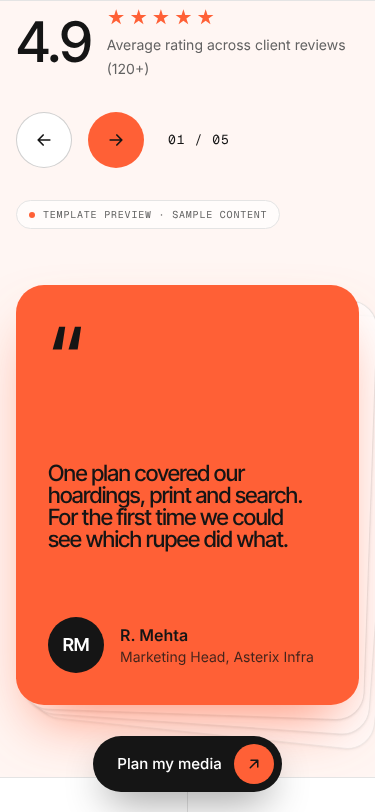 4.9
★★★★★
Average rating across client reviews
(120+)
← → 01 / 05
TEMPLATE PREVIEW · SAMPLE CONTENT
"
One plan covered our
hoardings, print and search.
For the first time we could
see which rupee did what.
RM
R. Mehta
Marketing Head, Asterix Infra
Plan my media ↗